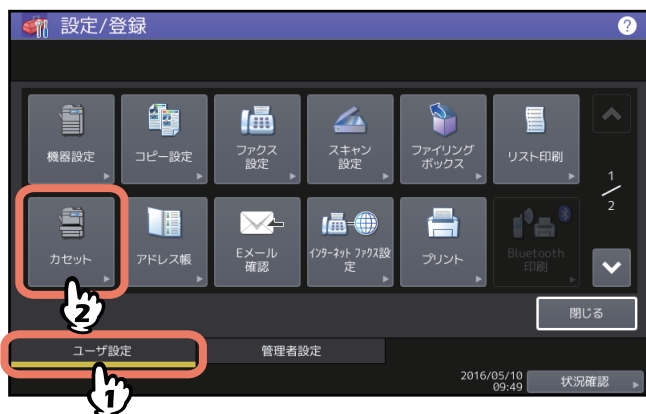 設定/登録
?
機器設定
コピー設定
ファクス
設定
スキャン
設定
ファイリング
ボックス
リスト印刷
1
2
カセット
アドレス帳
Eメール
確認
インターネット ファクス設
定
プリント
Bluetooth
印刷
閉じる
2
ユーザ設定
管理者設定
1
2016/05/10
09:49
状況確認